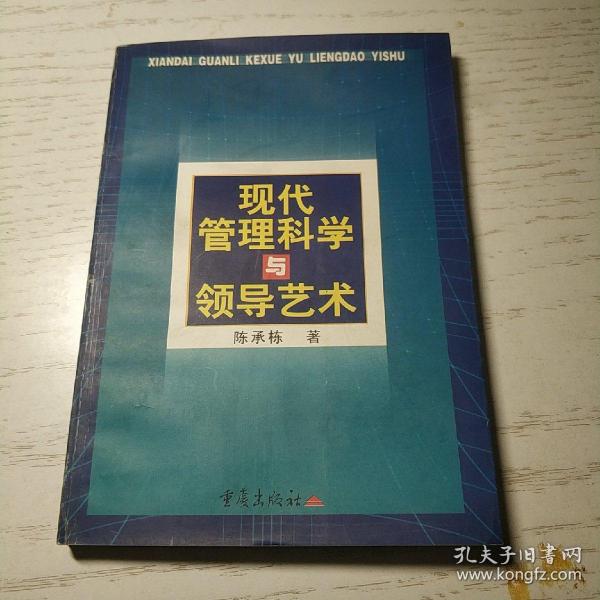 XIANDAI GUANLI KEXUE YU LIENGDAO YISHU
现代
管理科学
与
领导艺术
陈承栋 著
重庆出版社
孔夫子旧书网
www.kongfz.com